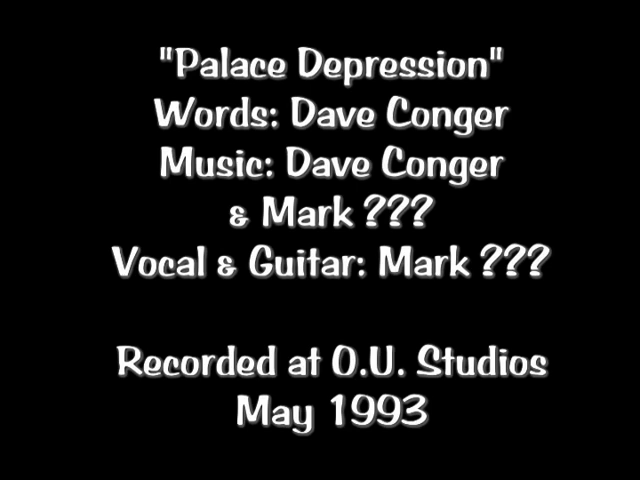 "Palace Depression"
Words: Dave Conger
Music: Dave Conger
& Mark ???
Vocal & Guitar: Mark ???
Recorded at O.U. Studios
May 1993